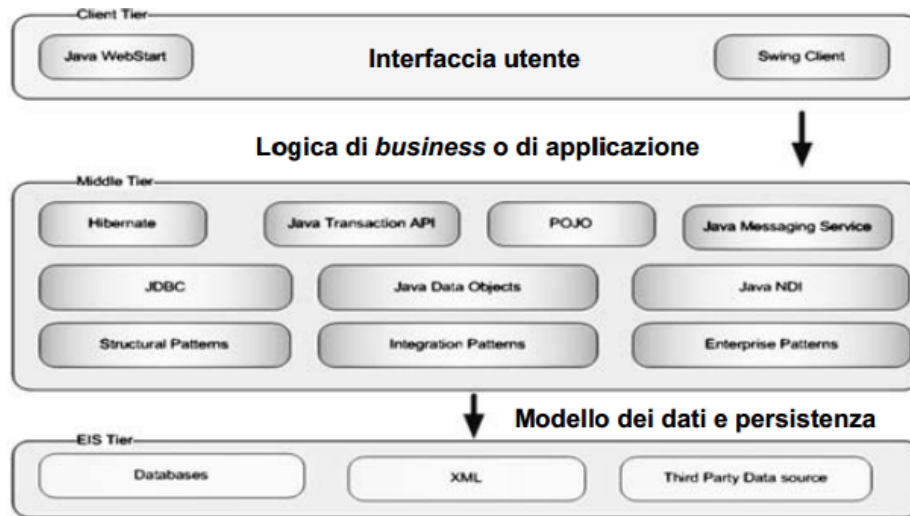 Client Tier
Java WebStart
Interfaccia utente
Swing Client
Logica di business o di applicazione
Middle Tier
Hibernate
Java Transaction API
POJO
Java Messaging Service
JDBC
Java Data Objects
Java NDI
Structural Patterns
Integration Patterns
Enterprise Patterns
Modello dei dati e persistenza
EIS Tier
Databases
XML
Third Party Data source